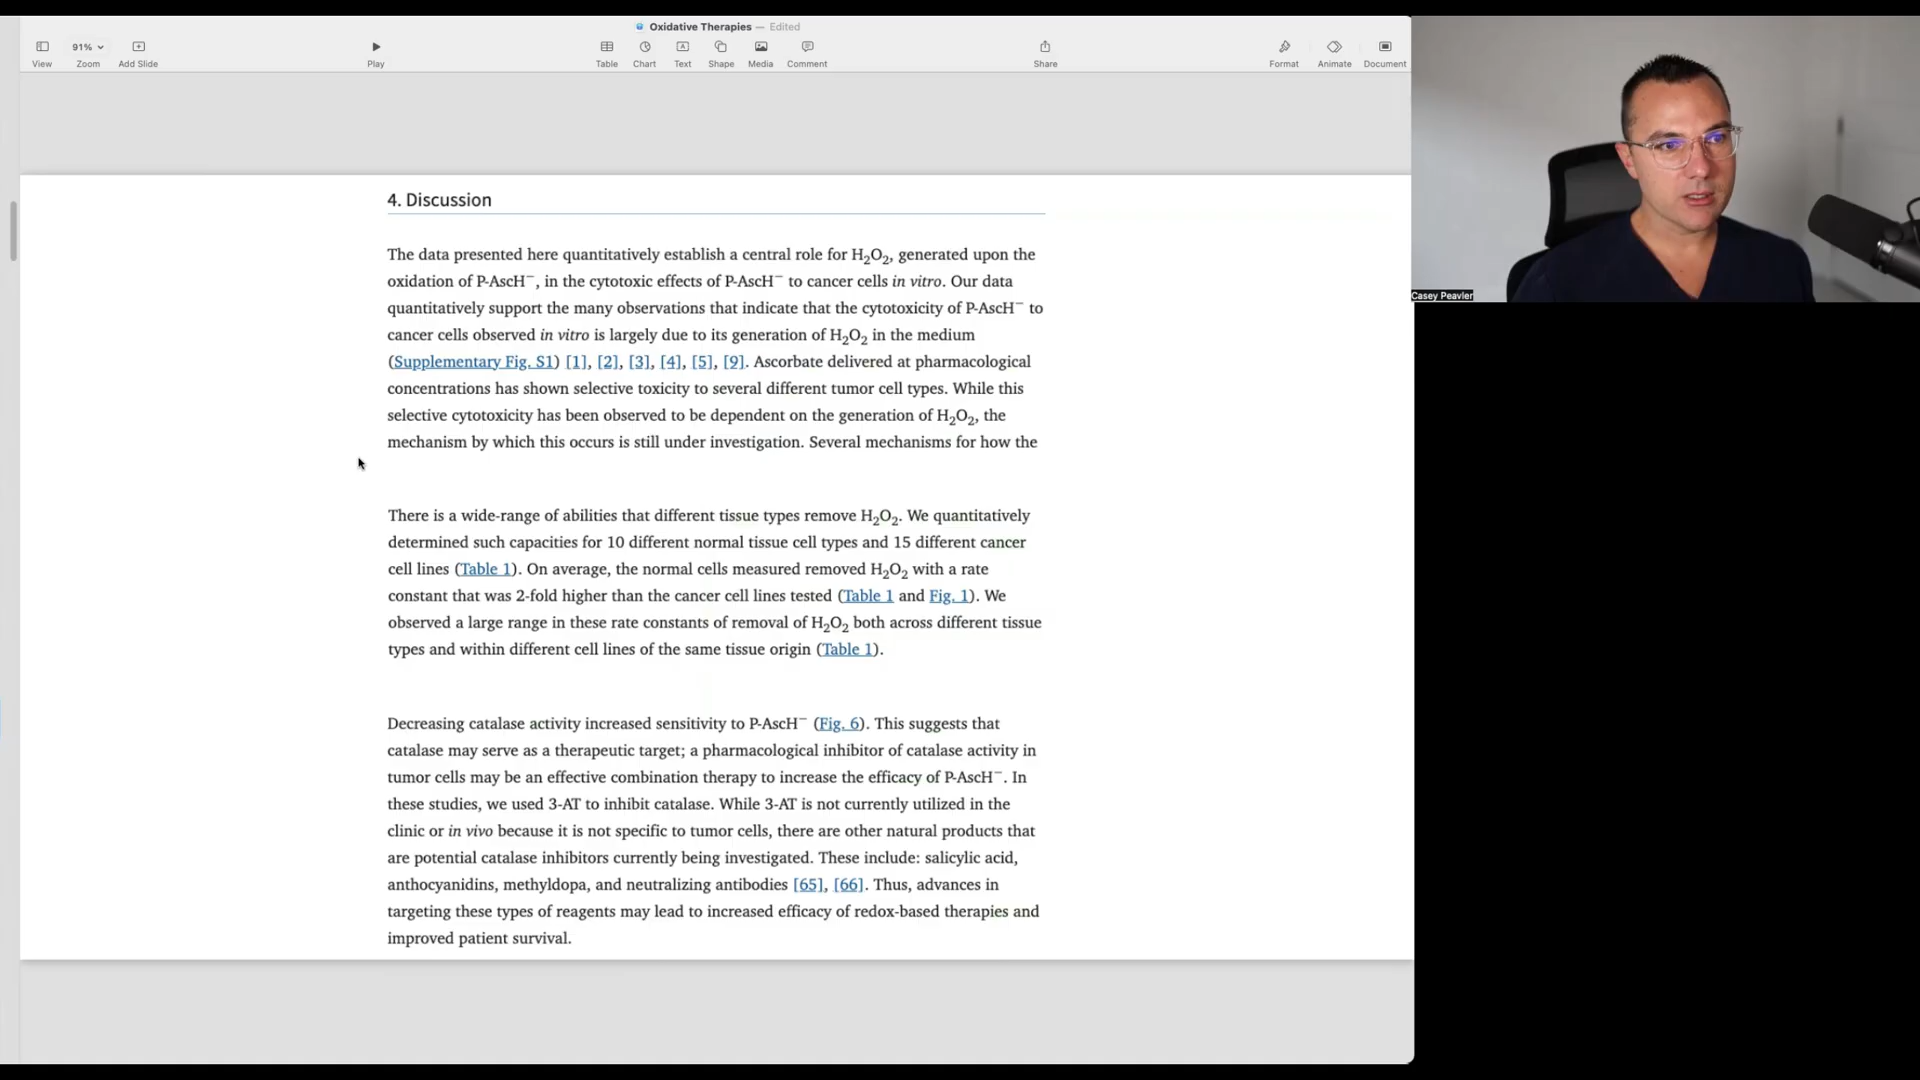 Oxidative Therapies — Edited
91%
View
Zoom
Add Slide
Play
Table
Chart
Text
Shape
Media
Comment
Share
Format
Animate
Document
4. Discussion
The data presented here quantitatively establish a central role for H₂O₂, generated upon the
oxidation of P-AscH⁻, in the cytotoxic effects of P-AscH⁻ to cancer cells in vitro. Our data
quantitatively support the many observations that indicate that the cytotoxicity of P-AscH⁻ to
cancer cells observed in vitro is largely due to its generation of H₂O₂ in the medium
(Supplementary Fig. S1) [1], [2], [3], [4], [5], [9]. Ascorbate delivered at pharmacological
concentrations has shown selective toxicity to several different tumor cell types. While this
selective cytotoxicity has been observed to be dependent on the generation of H₂O₂, the
mechanism by which this occurs is still under investigation. Several mechanisms for how the
There is a wide-range of abilities that different tissue types remove H₂O₂. We quantitatively
determined such capacities for 10 different normal tissue cell types and 15 different cancer
cell lines (Table 1). On average, the normal cells measured removed H₂O₂ with a rate
constant that was 2-fold higher than the cancer cell lines tested (Table 1 and Fig. 1). We
observed a large range in these rate constants of removal of H₂O₂ both across different tissue
types and within different cell lines of the same tissue origin (Table 1).
Decreasing catalase activity increased sensitivity to P-AscH⁻ (Fig. 6). This suggests that
catalase may serve as a therapeutic target; a pharmacological inhibitor of catalase activity in
tumor cells may be an effective combination therapy to increase the efficacy of P-AscH⁻. In
these studies, we used 3-AT to inhibit catalase. While 3-AT is not currently utilized in the
clinic or in vivo because it is not specific to tumor cells, there are other natural products that
are potential catalase inhibitors currently being investigated. These include: salicylic acid,
anthocyanidins, methyldopa, and neutralizing antibodies [65], [66]. Thus, advances in
targeting these types of reagents may lead to increased efficacy of redox-based therapies and
improved patient survival.
Casey Peavler